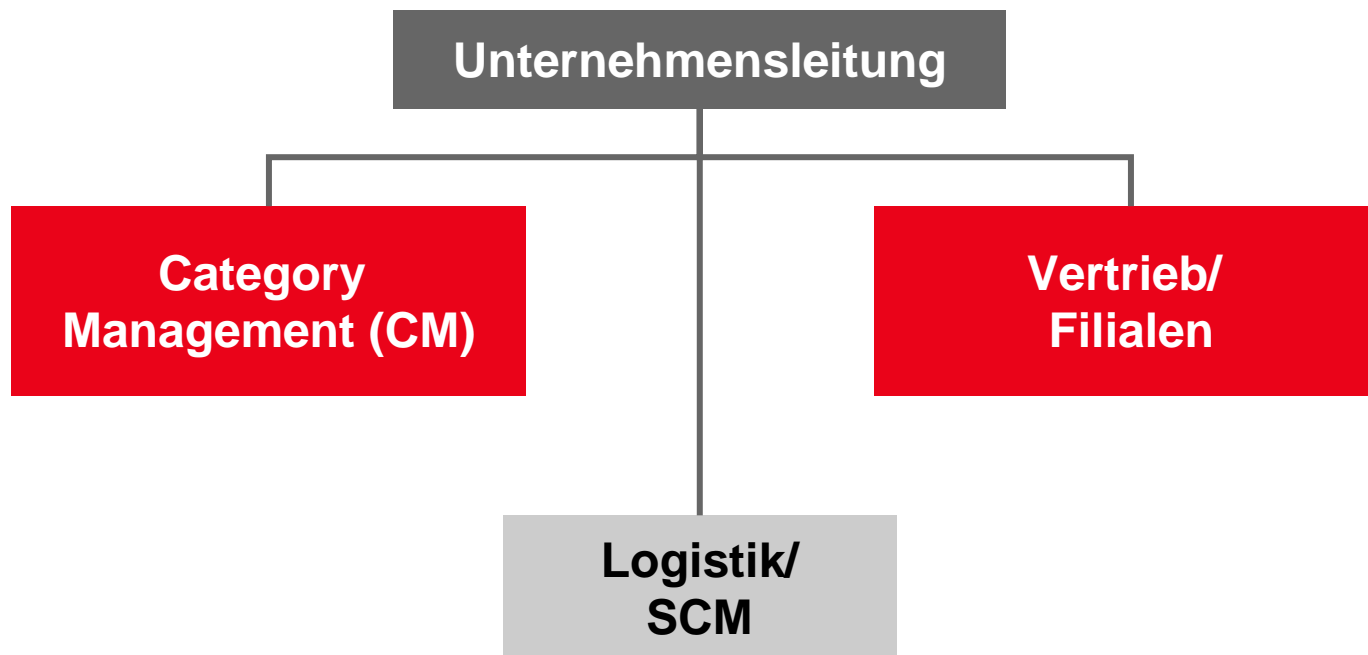 Unternehmensleitung
Category
Management (CM)
Vertrieb/
Filialen
Logistik/
SCM